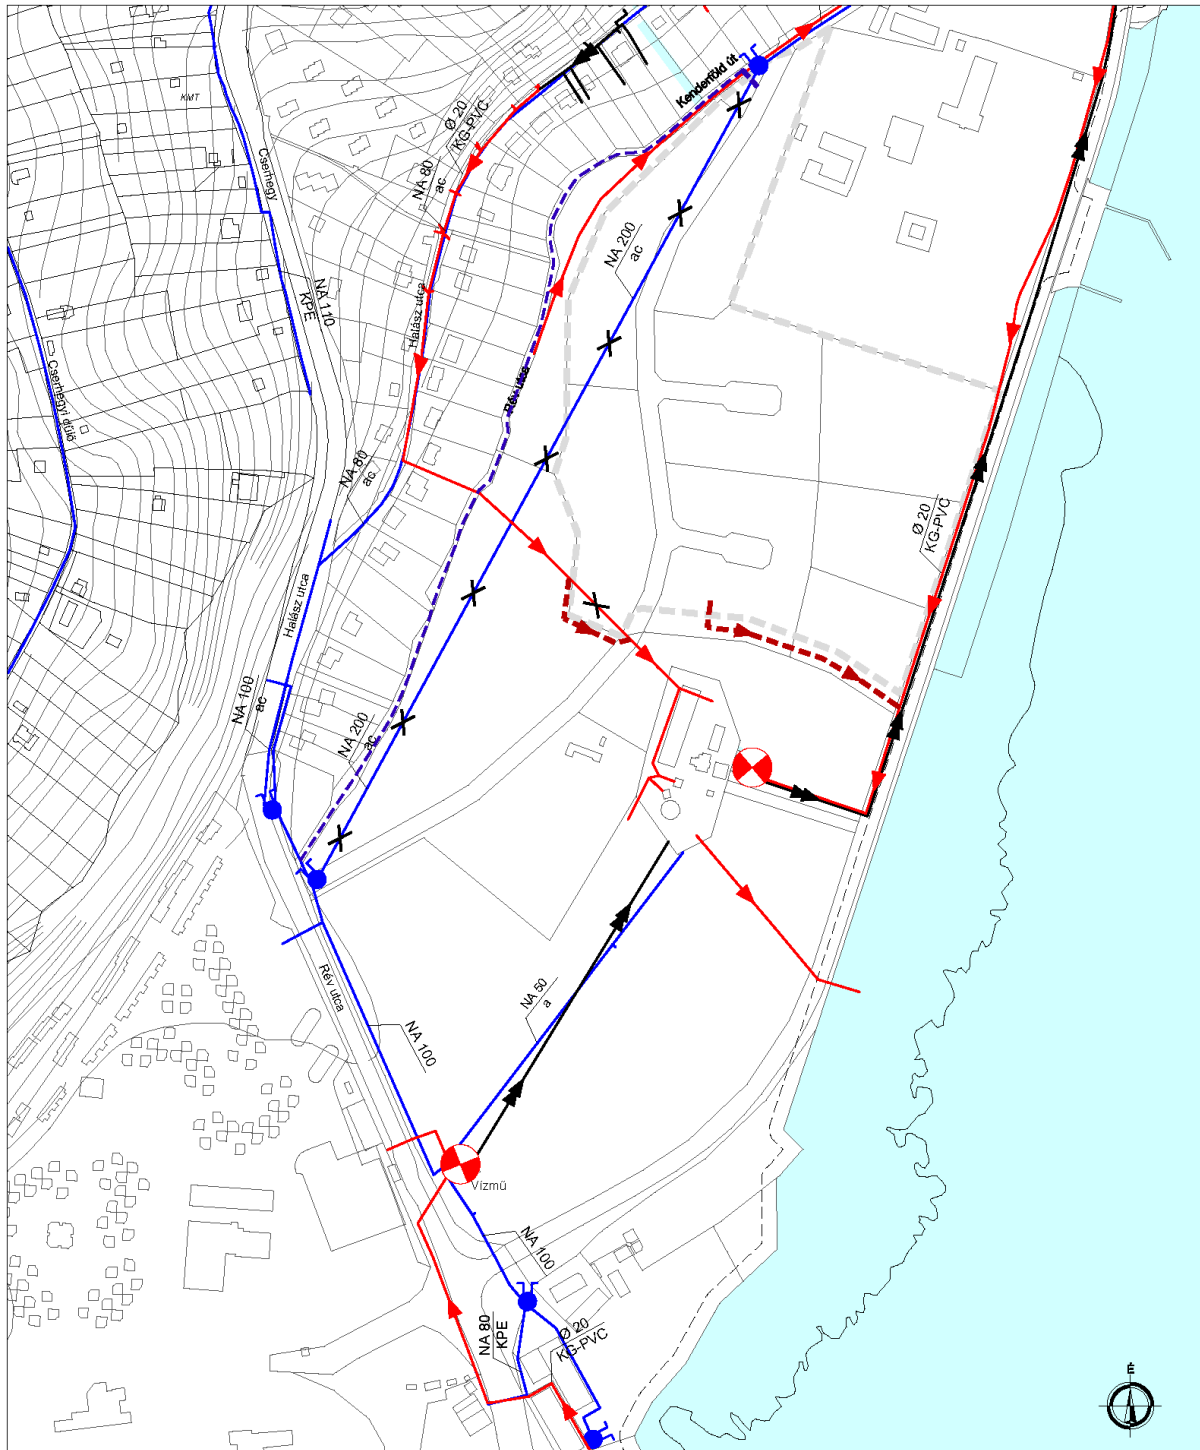 Kenderföld út
KMT
Ø 20
KG-PVC
Cserhegy
NA 80
ac
NA 200
ac
NA 110
KPE
Halász utca
Cserhegyi dűlő
Rév utca
NA 80
ac
Ø 20
KG-PVC
Halász utca
NA 100
ac
NA 200
ac
Rév utca
NA 50
a
NA 100
Vízmű
NA 100
NA 80
KPE
Ø 20
KG-PVC
É